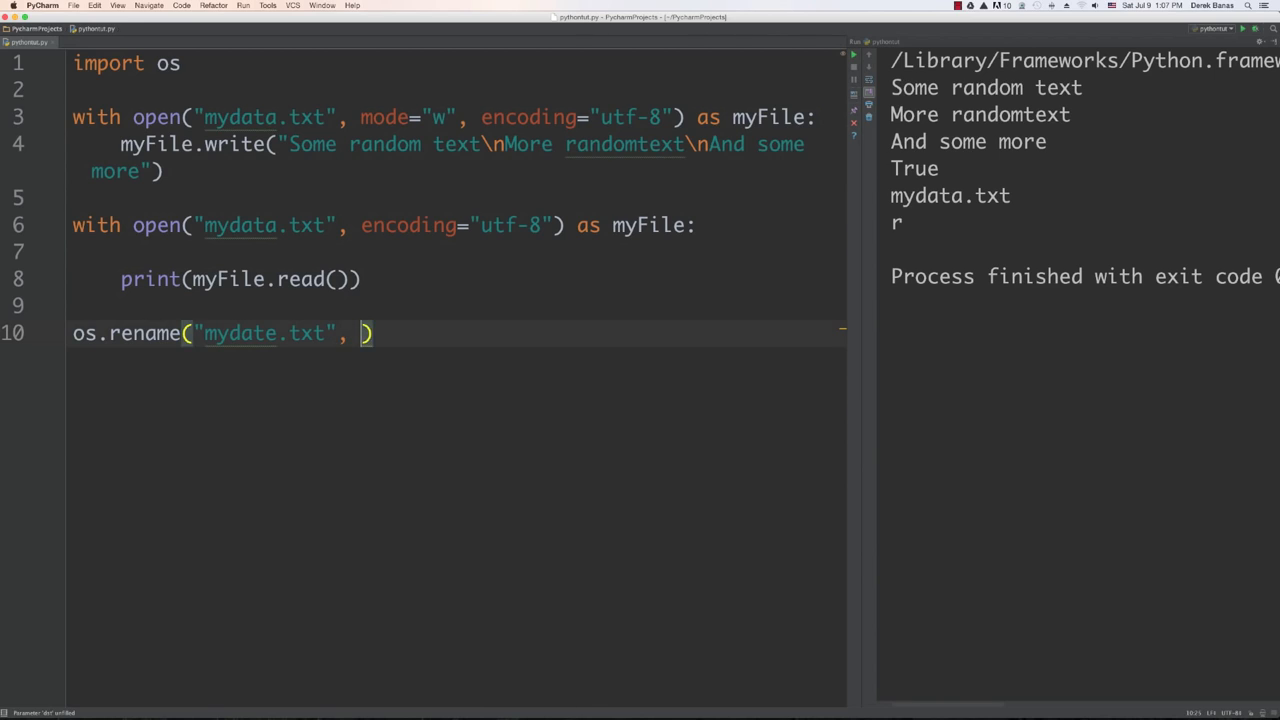 PyCharm File Edit View Navigate Code Refactor Run Tools VCS Window Help
10 Sat Jul 9 1:07 PM Derek Banas
pythontut.py - PycharmProjects - [~/PycharmProjects]
PycharmProjects pythontut.py
pythontut
pythontut.py
Run pythontut
1 import os
2
3 with open("mydata.txt", mode="w", encoding="utf-8") as myFile:
4 myFile.write("Some random text\nMore randomtext\nAnd some
more")
5
6 with open("mydata.txt", encoding="utf-8") as myFile:
7
8 print(myFile.read())
9
10 os.rename("mydate.txt", )
/Library/Frameworks/Python.framew
Some random text
More randomtext
And some more
True
mydata.txt
r
Process finished with exit code 0
Parameter 'dst' unfilled
10:25 LF UTF-8